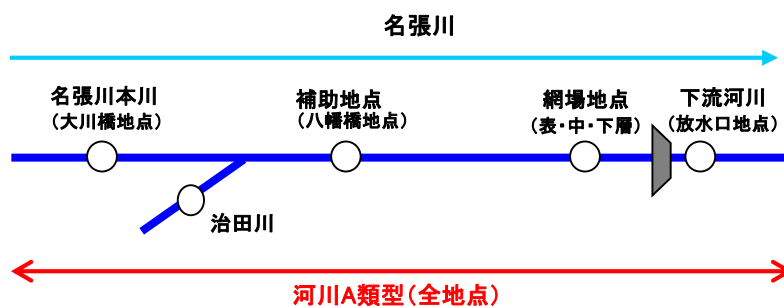 名張川
名張川本川
（大川橋地点）
補助地点
（八幡橋地点）
網場地点
（表・中・下層）
下流河川
（放水口地点）
治田川
河川A類型（全地点）